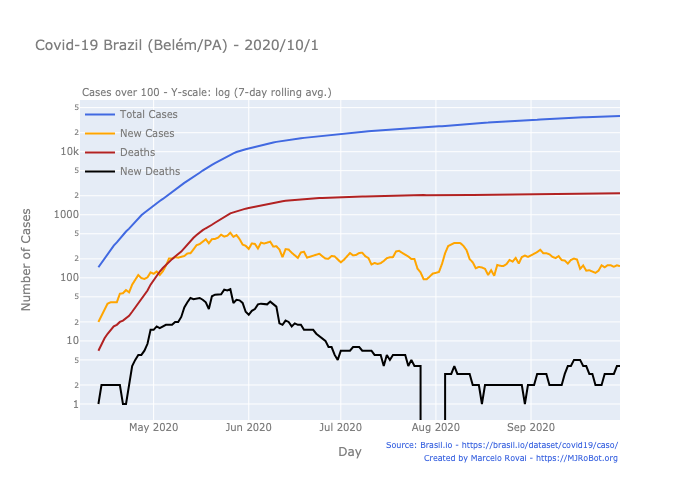 Covid-19 Brazil (Belém/PA) - 2020/10/1
Cases over 100 - Y-scale: log (7-day rolling avg.)
Total Cases
New Cases
Deaths
New Deaths
5
2
10k
5
2
1000
5
2
100
5
2
10
5
2
1
Number of Cases
May 2020
Jun 2020
Jul 2020
Aug 2020
Sep 2020
Day
Source: Brasil.io - https://brasil.io/dataset/covid19/caso/
Created by Marcelo Rovai - https://MJRoBot.org